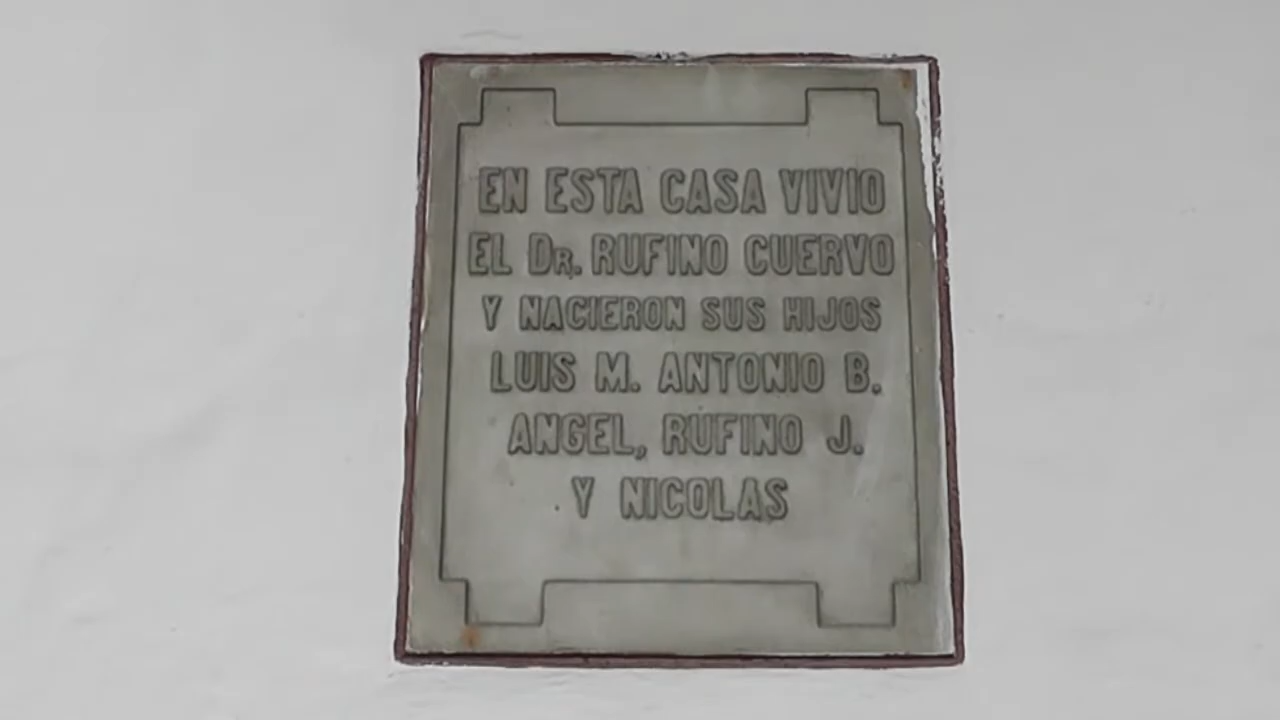 EN ESTA CASA VIVIO
EL DR. RUFINO CUERVO
Y NACIERON SUS HIJOS
LUIS M. ANTONIO B.
ANGEL, RUFINO J.
Y NICOLAS